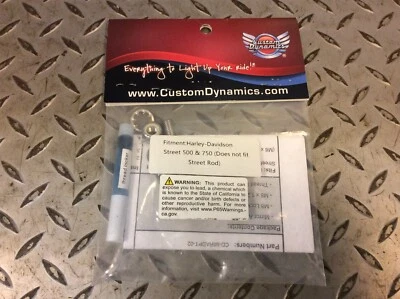 Custom
Dynamics
Everything to Light Up Your Ride!!
www.CustomDynamics.com
Fitment:Harley-Davidson
Street 500 & 750 (Does not fit
Street Rod)
WARNING: This product can
expose you to lead, a chemical which
is known to the State of California to
cause cancer and/or birth defects or
other reproductive harm. For more
information, visit www.P65Warnings.
ca.gov.
Package Contents:
Part Numbers: